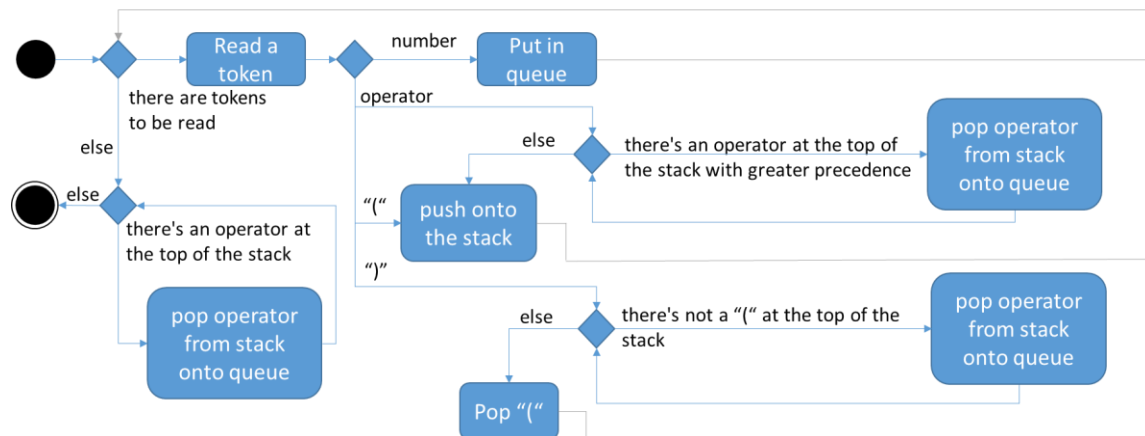 Read a
token
number
Put in
queue
there are tokens
to be read
operator
else
else
there's an operator at the top of
the stack with greater precedence
pop operator
from stack
onto queue
else
“(“
push onto
the stack
there's an operator at
the top of the stack
“)”
pop operator
from stack
onto queue
else
there's not a “(“ at the top of the
stack
pop operator
from stack
onto queue
Pop “(“